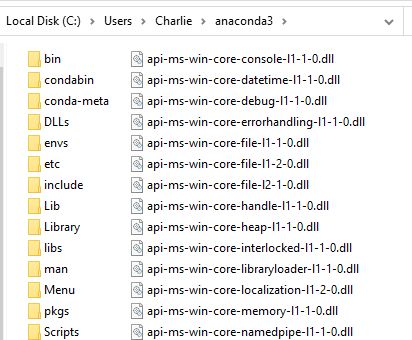 Local Disk (C:) > Users > Charlie > anaconda3 >
bin
condabin
conda-meta
DLLs
envs
etc
include
Lib
Library
libs
man
Menu
pkgs
Scripts
api-ms-win-core-console-l1-1-0.dll
api-ms-win-core-datetime-l1-1-0.dll
api-ms-win-core-debug-l1-1-0.dll
api-ms-win-core-errorhandling-l1-1-0.dll
api-ms-win-core-file-l1-1-0.dll
api-ms-win-core-file-l1-2-0.dll
api-ms-win-core-file-l2-1-0.dll
api-ms-win-core-handle-l1-1-0.dll
api-ms-win-core-heap-l1-1-0.dll
api-ms-win-core-interlocked-l1-1-0.dll
api-ms-win-core-libraryloader-l1-1-0.dll
api-ms-win-core-localization-l1-2-0.dll
api-ms-win-core-memory-l1-1-0.dll
api-ms-win-core-namedpipe-l1-1-0.dll